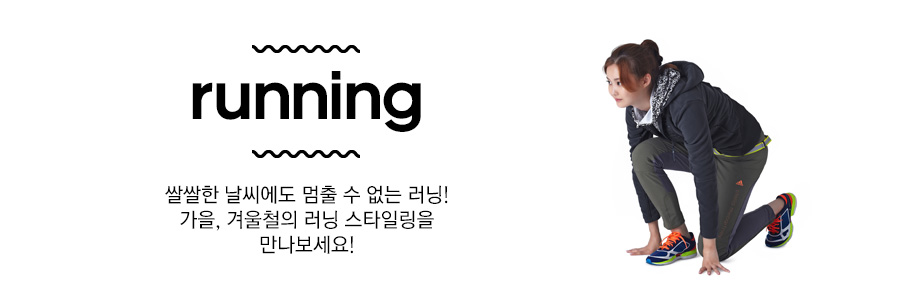 running
쌀쌀한 날씨에도 멈출 수 없는 러닝!
가을, 겨울철의 러닝 스타일링을
만나보세요!